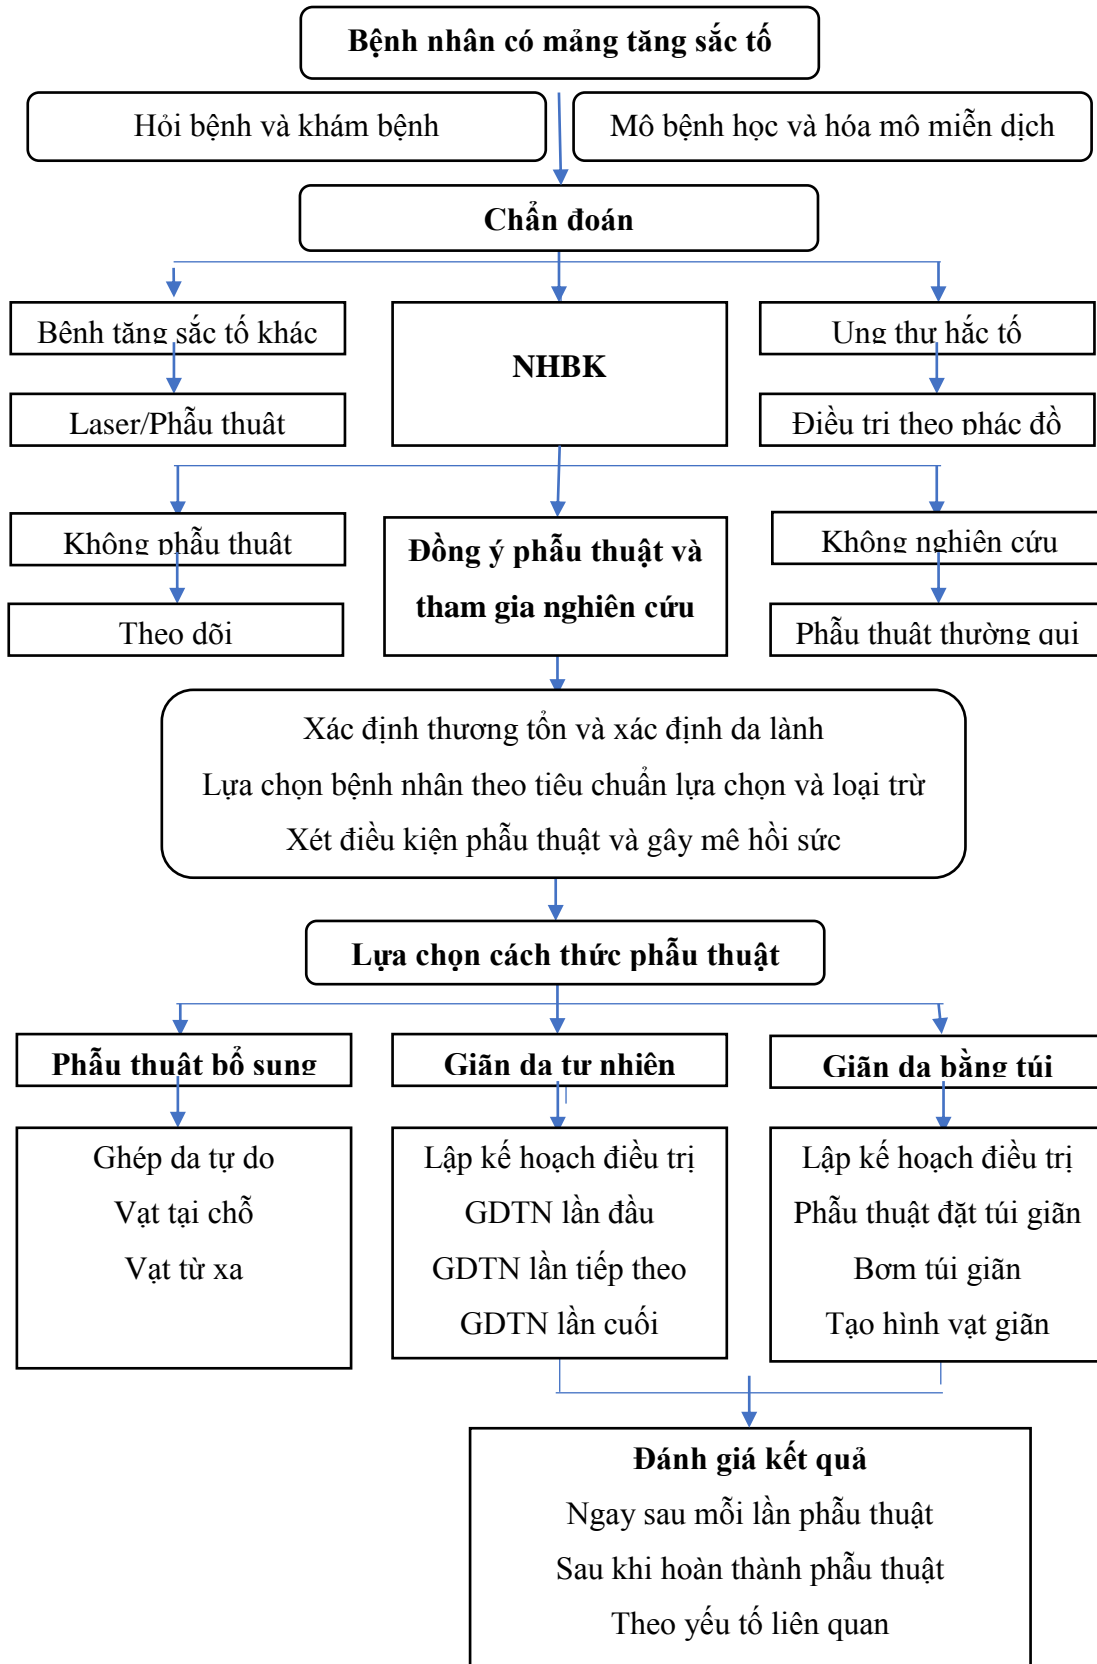 Bệnh nhân có mảng tăng sắc tố
Hỏi bệnh và khám bệnh
Mô bệnh học và hóa mô miễn dịch
Chẩn đoán
Bệnh tăng sắc tố khác
NHBK
Ung thư hắc tố
Laser/Phẫu thuật
Điều trị theo phác đồ
Không phẫu thuật
Đồng ý phẫu thuật và
tham gia nghiên cứu
Không nghiên cứu
Theo dõi
Phẫu thuật thường qui
Xác định thương tổn và xác định da lành
Lựa chọn bệnh nhân theo tiêu chuẩn lựa chọn và loại trừ
Xét điều kiện phẫu thuật và gây mê hồi sức
Lựa chọn cách thức phẫu thuật
Phẫu thuật bổ sung
Giãn da tự nhiên
Giãn da bằng túi
Ghép da tự do
Vạt tại chỗ
Vạt từ xa
Lập kế hoạch điều trị
GDTN lần đầu
GDTN lần tiếp theo
GDTN lần cuối
Lập kế hoạch điều trị
Phẫu thuật đặt túi giãn
Bơm túi giãn
Tạo hình vạt giãn
Đánh giá kết quả
Ngay sau mỗi lần phẫu thuật
Sau khi hoàn thành phẫu thuật
Theo yếu tố liên quan